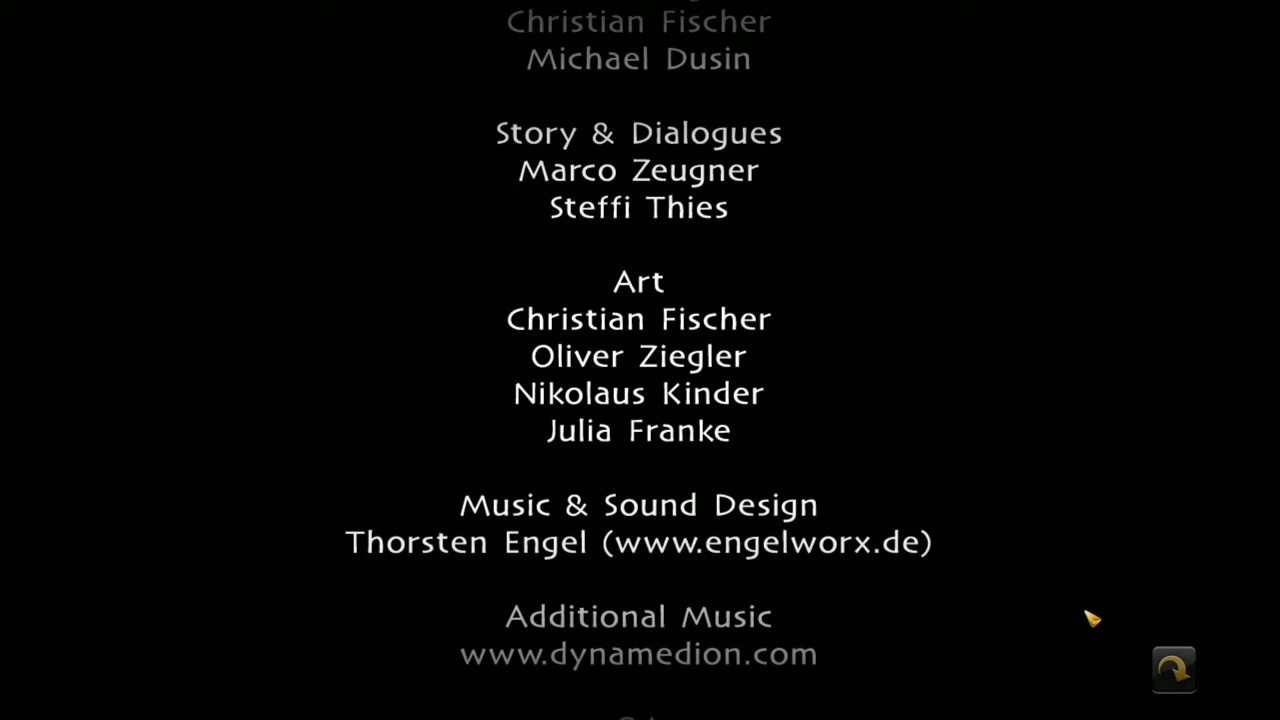 Christian Fischer
Michael Dusin
Story & Dialogues
Marco Zeugner
Steffi Thies
Art
Christian Fischer
Oliver Ziegler
Nikolaus Kinder
Julia Franke
Music & Sound Design
Thorsten Engel (www.engelworx.de)
Additional Music
www.dynamedion.com